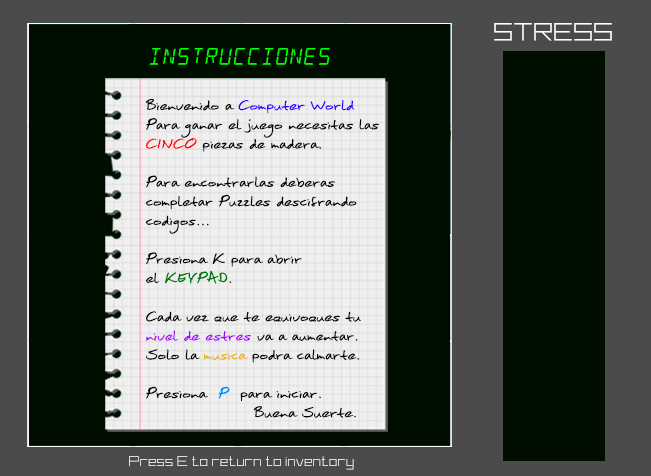 INSTRUCCIONES
STRESS
Bienvenido a Computer World
Para ganar el juego necesitas las
CINCO piezas de madera.
Para encontrarlas deberas
completar Puzzles descifrando
codigos...
Presiona K para abrir
el KEYPAD.
Cada vez que te equivoques tu
nivel de estres va a aumentar.
Solo la musica podra calmarte.
Presiona P para iniciar.
Buena Suerte.
Press E to return to inventory